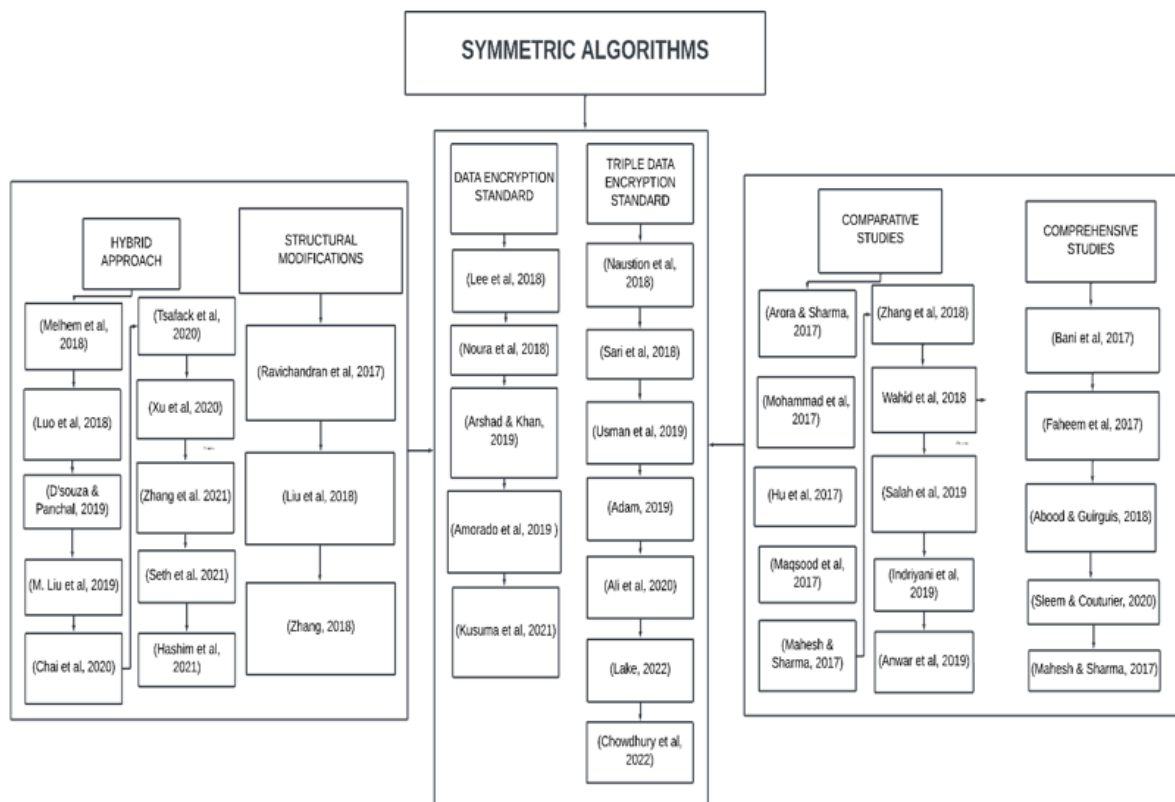 SYMMETRIC ALGORITHMS
HYBRID
APPROACH
(Melhem et al,
2018)
(Luo et al, 2018)
(D'souza &
Panchal, 2019)
(M. Liu et al, 2019)
(Chai et al, 2020)
(Tsafack et al,
2020)
(Xu et al, 2020)
(Zhang et al. 2021)
(Seth et al. 2021)
(Hashim et al,
2021)
STRUCTURAL
MODIFICATIONS
(Ravichandran et al, 2017)
(Liu et al, 2018)
(Zhang, 2018)
DATA ENCRYPTION
STANDARD
(Lee et al, 2018)
(Noura et al, 2018)
(Arshad & Khan,
2019)
(Amorado et al, 2019 )
(Kusuma et al, 2021)
TRIPLE DATA
ENCRYPTION
STANDARD
(Naustion et al,
2018)
(Sari et al, 2018)
(Usman et al, 2019)
(Adam, 2019)
(Ali et al, 2020)
(Lake, 2022)
(Chowdhury et al,
2022)
COMPARATIVE
STUDIES
(Arora & Sharma,
2017)
(Mohammad et al,
2017)
(Hu et al, 2017)
(Maqsood et al,
2017)
(Mahesh &
Sharma, 2017)
(Zhang et al, 2018)
Wahid et al, 2018
(Salah et al, 2019
(Indriyani et al,
2019)
(Anwar et al, 2019)
COMPREHENSIVE
STUDIES
(Bani et al, 2017)
(Faheem et al, 2017)
(Abood & Guirguis, 2018)
(Sleem & Couturier, 2020)
(Mahesh & Sharma, 2017)